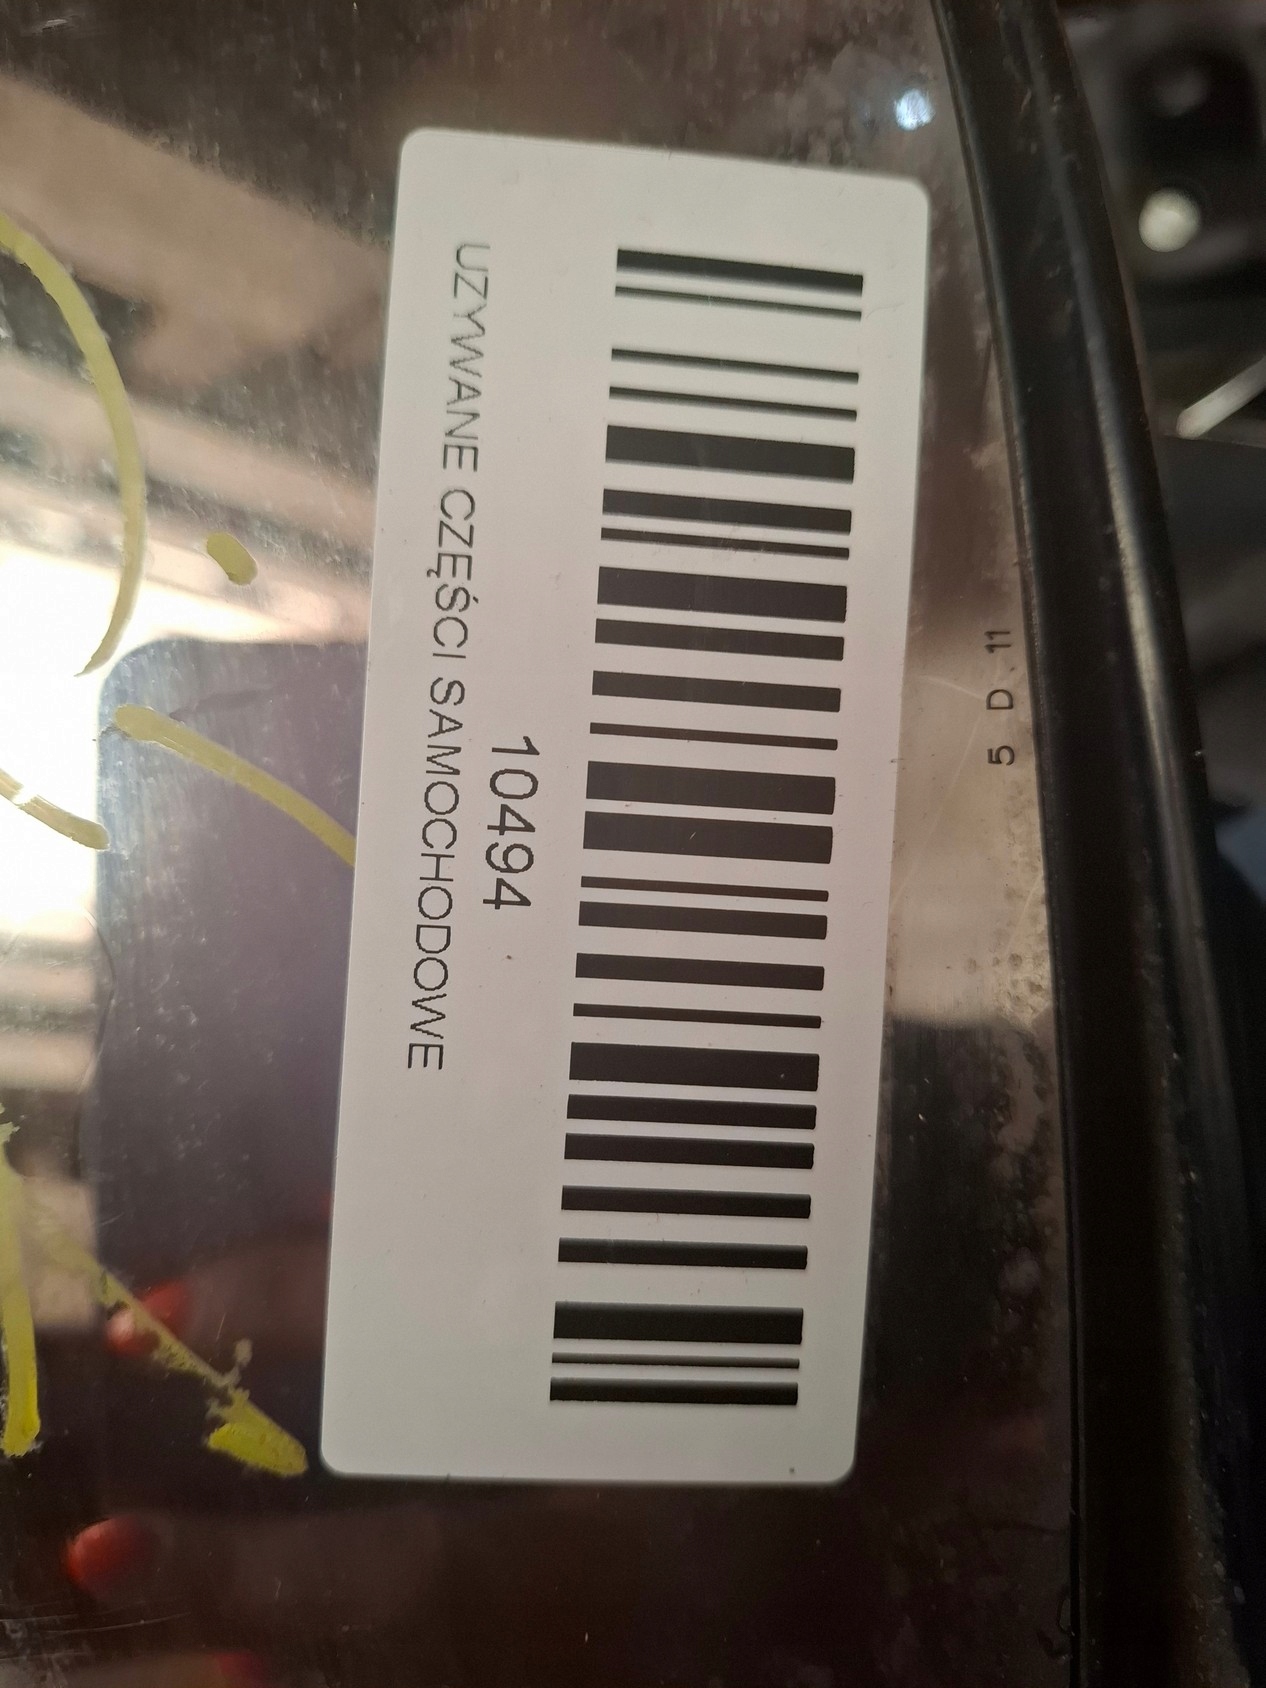 10494
UZYWANE CZĘŚCI SAMOCHODOWE
5 D 11